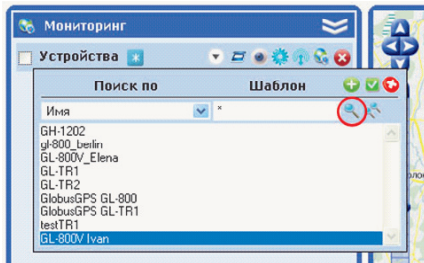 Мониторинг
Устройства
Поиск по Шаблон
Имя *
GH-1202
gl-800_berlin
GL-800V_Elena
GL-TR1
GL-TR2
GlobusGPS GL-800
GlobusGPS GL-TR1
testTR1
GL-800V Ivan